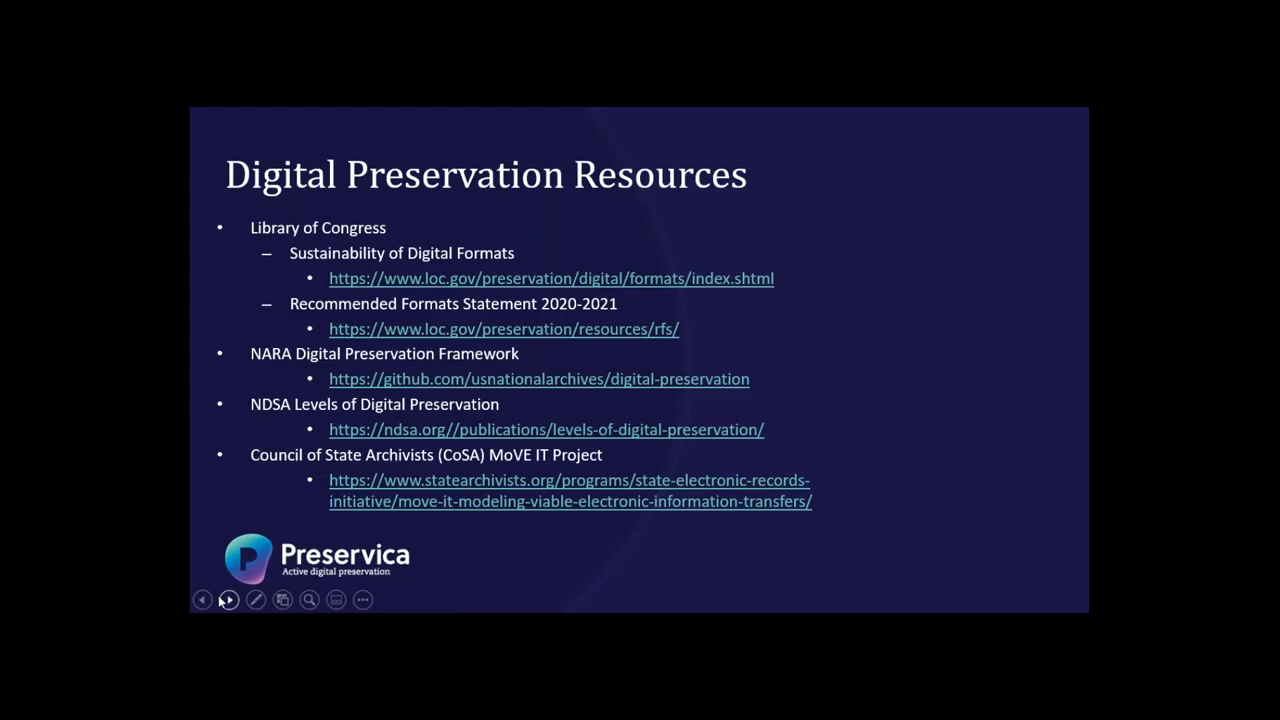 Digital Preservation Resources
• Library of Congress
– Sustainability of Digital Formats
• https://www.loc.gov/preservation/digital/formats/index.shtml
– Recommended Formats Statement 2020-2021
• https://www.loc.gov/preservation/resources/rfs/
• NARA Digital Preservation Framework
• https://github.com/usnationalarchives/digital-preservation
• NDSA Levels of Digital Preservation
• https://ndsa.org//publications/levels-of-digital-preservation/
• Council of State Archivists (CoSA) MoVE IT Project
• https://www.statearchivists.org/programs/state-electronic-records-
initiative/move-it-modeling-viable-electronic-information-transfers/
P Preservica
Active digital preservation